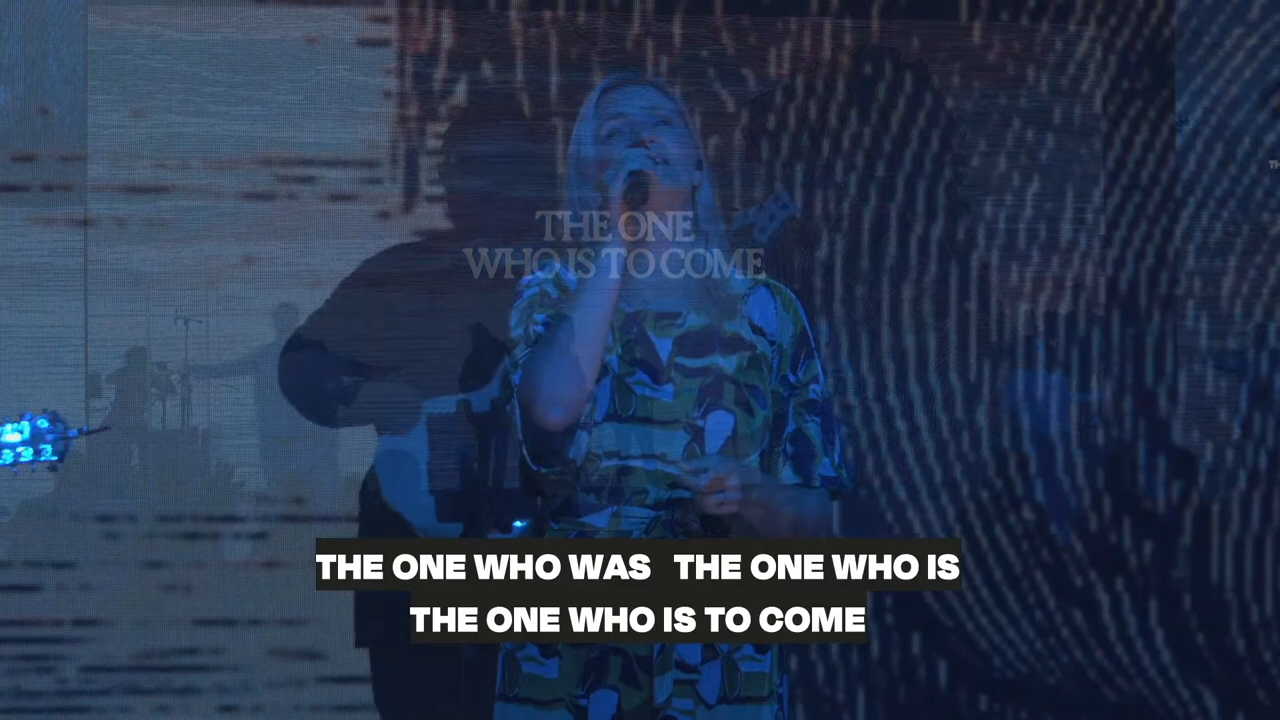 THE ONE
WHO IS TO COME
THE ONE WHO WAS THE ONE WHO IS
THE ONE WHO IS TO COME